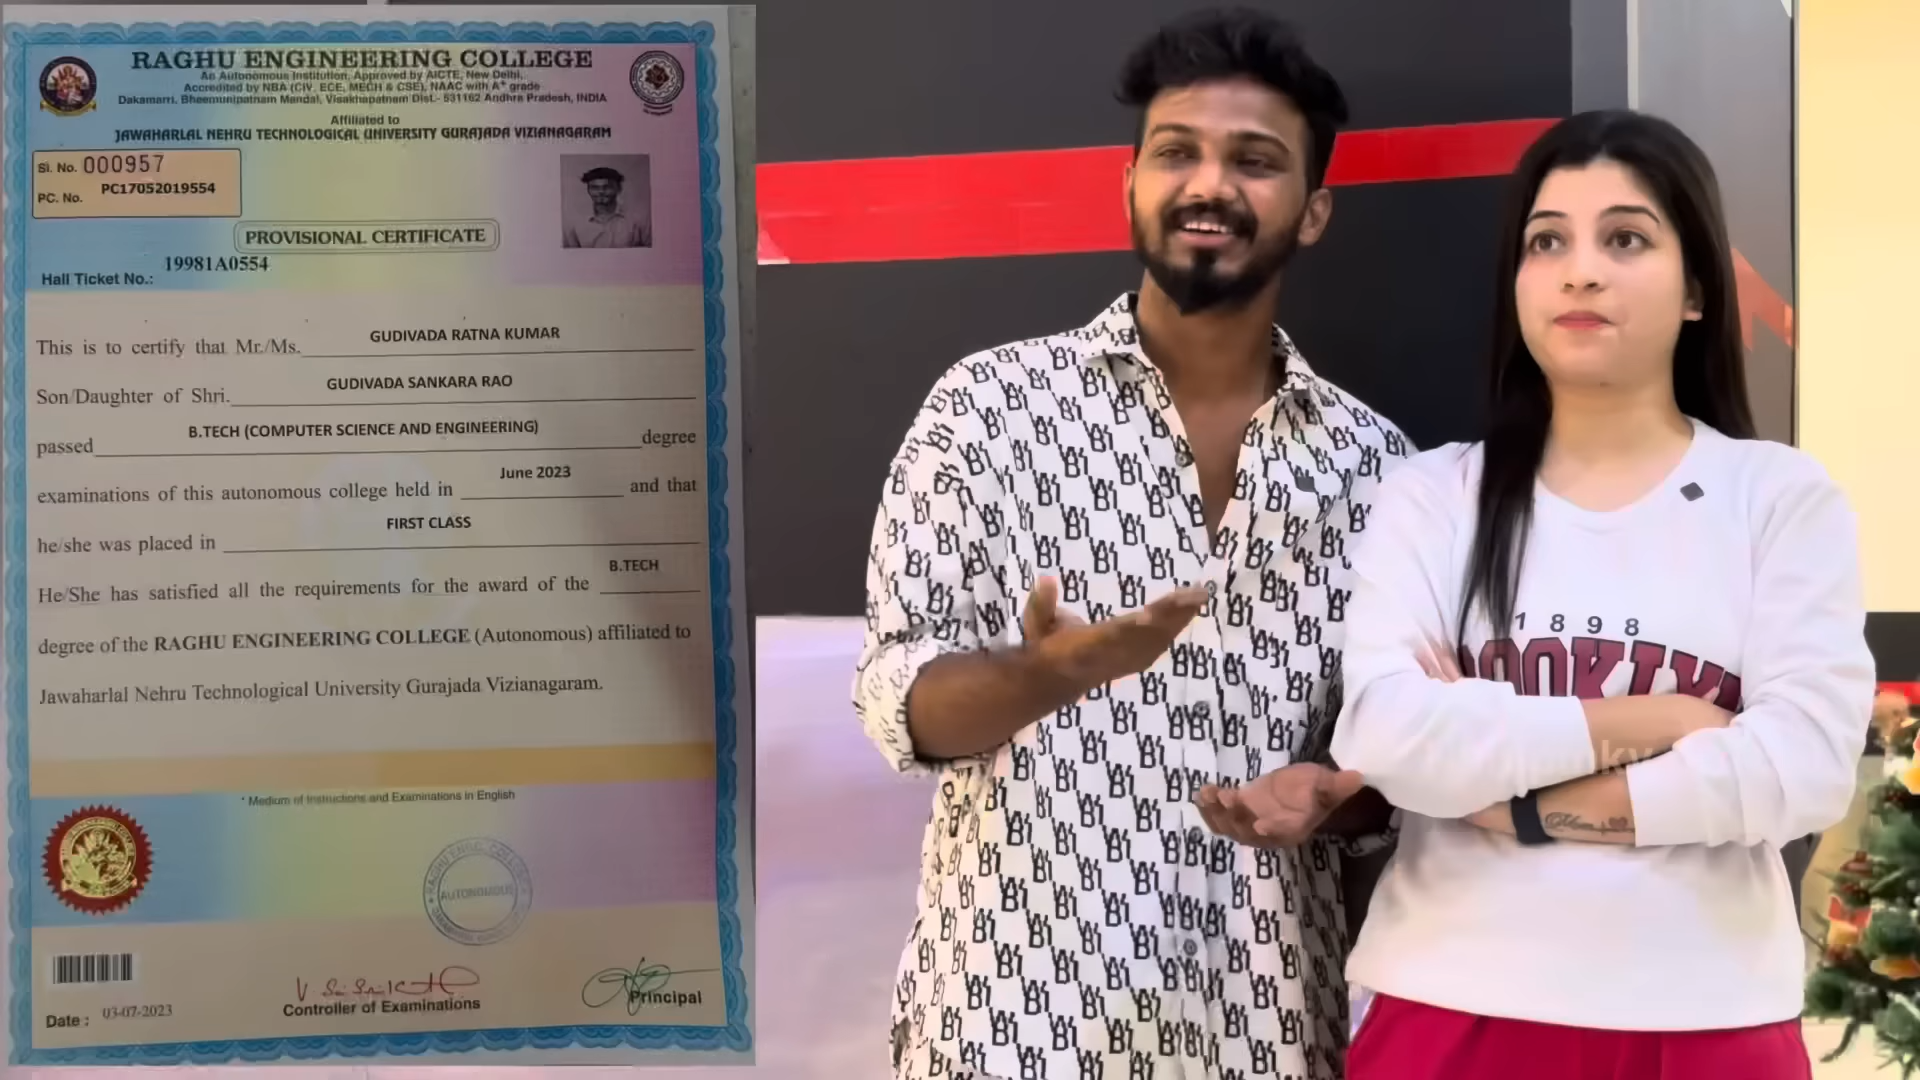 RAGHU ENGINEERING COLLEGE
An Autonomous Institution, Approved by AICTE, New Delhi,
Accredited by NBA (CIV, ECE, MECH & CSE), NAAC with A+ grade
Dakamarri, Bheemunipatnam Mandal, Visakhapatnam Dist.- 531162 Andhra Pradesh, INDIA
Affiliated to
JAWAHARLAL NEHRU TECHNOLOGICAL UNIVERSITY GURAJADA VIZIANAGARAM
Sl. No. 000957
PC. No. PC17052019554
PROVISIONAL CERTIFICATE
Hall Ticket No.: 19981A0554
This is to certify that Mr./Ms. GUDIVADA RATNA KUMAR
Son/Daughter of Shri. GUDIVADA SANKARA RAO
passed B.TECH (COMPUTER SCIENCE AND ENGINEERING) degree
examinations of this autonomous college held in June 2023 and that
he/she was placed in FIRST CLASS
He/She has satisfied all the requirements for the award of the B.TECH
degree of the RAGHU ENGINEERING COLLEGE (Autonomous) affiliated to
Jawaharlal Nehru Technological University Gurajada Vizianagaram.
* Medium of Instructions and Examinations in English
AUTONOMOUS
Controller of Examinations
Principal
Date : 03-07-2023
1898